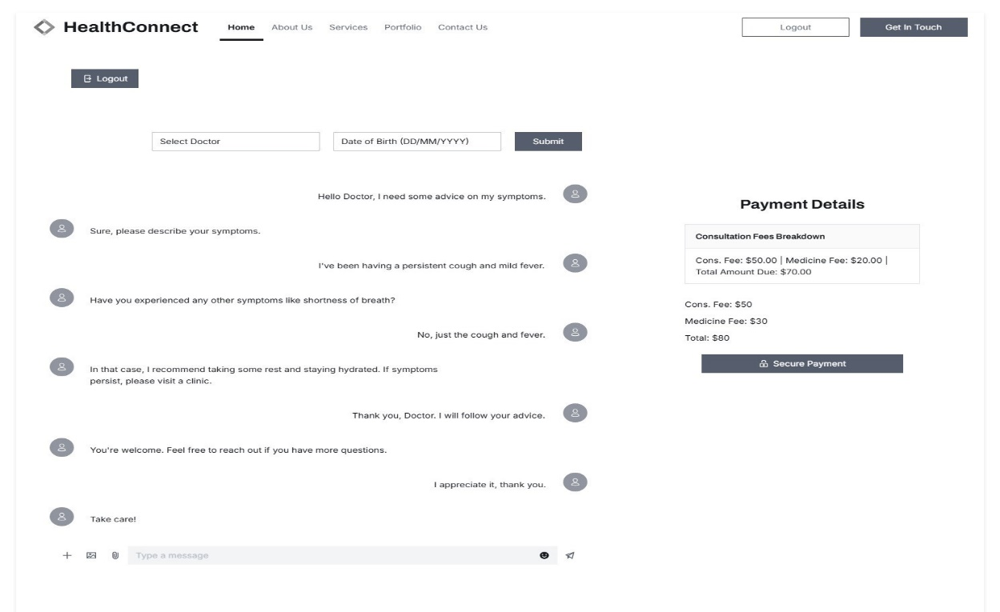 HealthConnect
Home About Us Services Portfolio Contact Us
Logout
Get In Touch
Logout
Select Doctor
Date of Birth (DD/MM/YYYY)
Submit
Hello Doctor, I need some advice on my symptoms.
Sure, please describe your symptoms.
I've been having a persistent cough and mild fever.
Have you experienced any other symptoms like shortness of breath?
No, just the cough and fever.
In that case, I recommend taking some rest and staying hydrated. If symptoms
persist, please visit a clinic.
Thank you, Doctor. I will follow your advice.
You're welcome. Feel free to reach out if you have more questions.
I appreciate it, thank you.
Take care!
Type a message
Payment Details
Consultation Fees Breakdown
Cons. Fee: $50.00 | Medicine Fee: $20.00 |
Total Amount Due: $70.00
Cons. Fee: $50
Medicine Fee: $30
Total: $80
Secure Payment